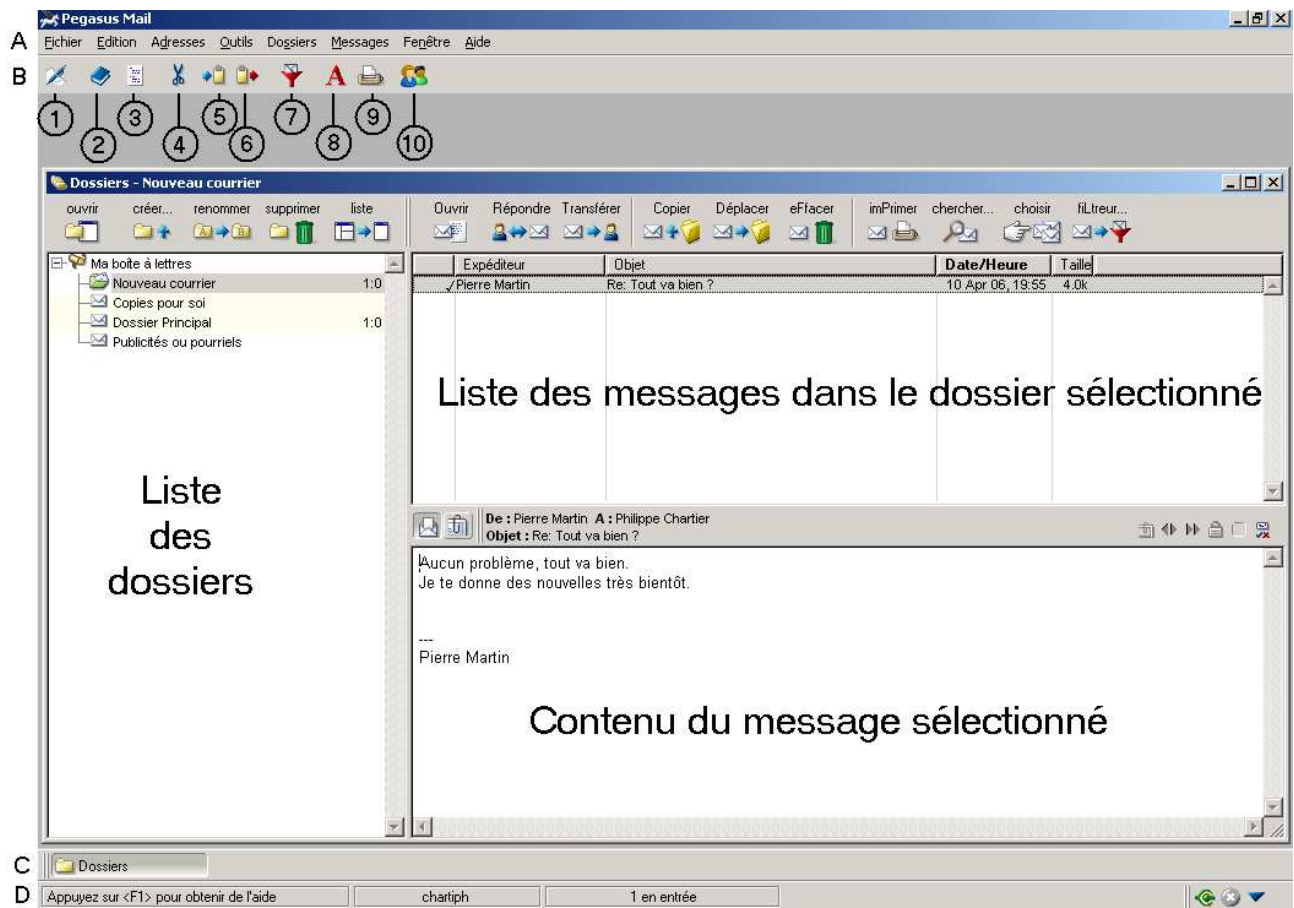 Pegasus Mail
A Fichier Edition Adresses Outils Dossiers Messages Fenêtre Aide
B
1 2 3 4 5 6 7 8 9 10
Dossiers - Nouveau courrier
ouvrir créer... renommer supprimer liste Ouvrir Répondre Transférer Copier Déplacer eFfacer imPrimer chercher... choisir fiLtreur...
Ma boîte à lettres
Nouveau courrier 1:0
Copies pour soi
Dossier Principal 1:0
Publicités ou pourriels
Liste
des
dossiers
Expéditeur Objet Date/Heure Taille
Pierre Martin Re: Tout va bien ? 10 Apr 06, 19:55 4.0k
Liste des messages dans le dossier sélectionné
De : Pierre Martin A : Philippe Chartier
Objet : Re: Tout va bien ?
Aucun problème, tout va bien.
Je te donne des nouvelles très bientôt.
---
Pierre Martin
Contenu du message sélectionné
C Dossiers
D Appuyez sur <F1> pour obtenir de l'aide chartiph 1 en entrée